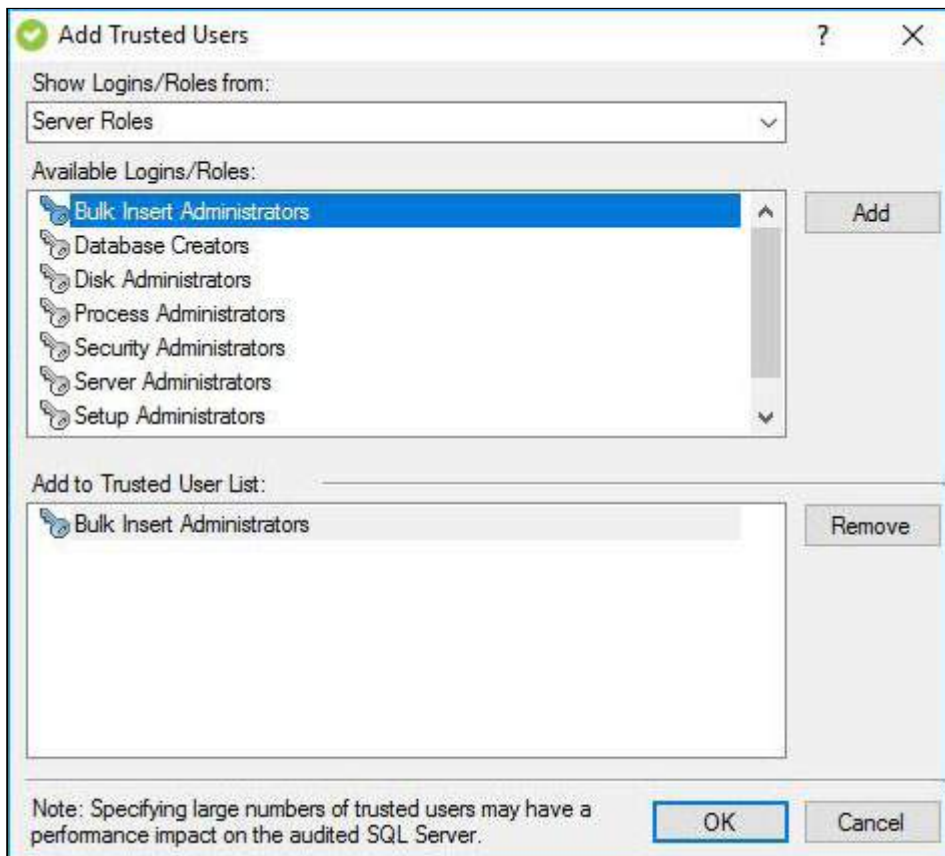 Add Trusted Users
?
Show Logins/Roles from:
Server Roles
Available Logins/Roles:
Bulk Insert Administrators
Add
Database Creators
Disk Administrators
Process Administrators
Security Administrators
Server Administrators
Setup Administrators
Add to Trusted User List:
Bulk Insert Administrators
Remove
Note: Specifying large numbers of trusted users may have a
performance impact on the audited SQL Server.
OK
Cancel